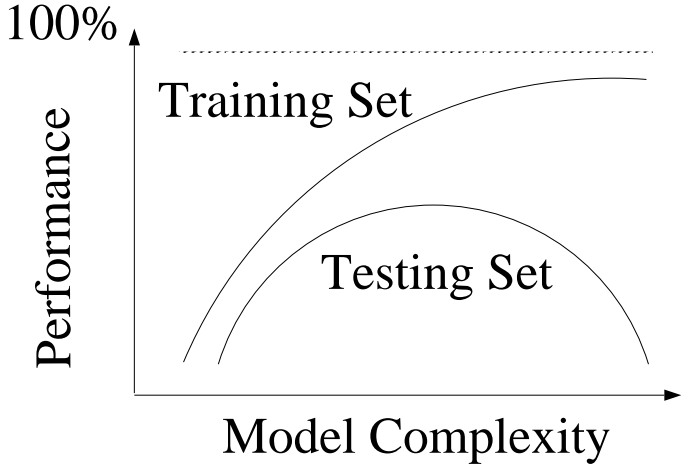 100%
Training Set
Performance
Testing Set
Model Complexity